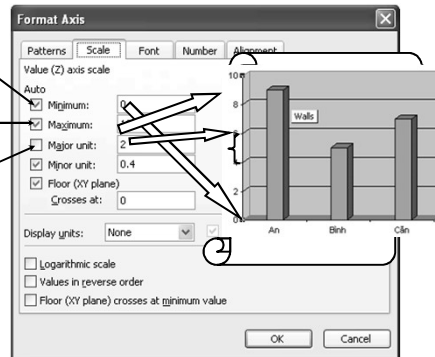 Format Axis
Patterns Scale Font Number Alignment
Value (Z) axis scale
Auto
Minimum: 0
Maximum:
Major unit: 2
Minor unit: 0.4
Floor (XY plane)
Crosses at: 0
Display units: None
Logarithmic scale
Values in reverse order
Floor (XY plane) crosses at minimum value
OK Cancel
10
8
6
4
2
0
Walls
An Bình Cần